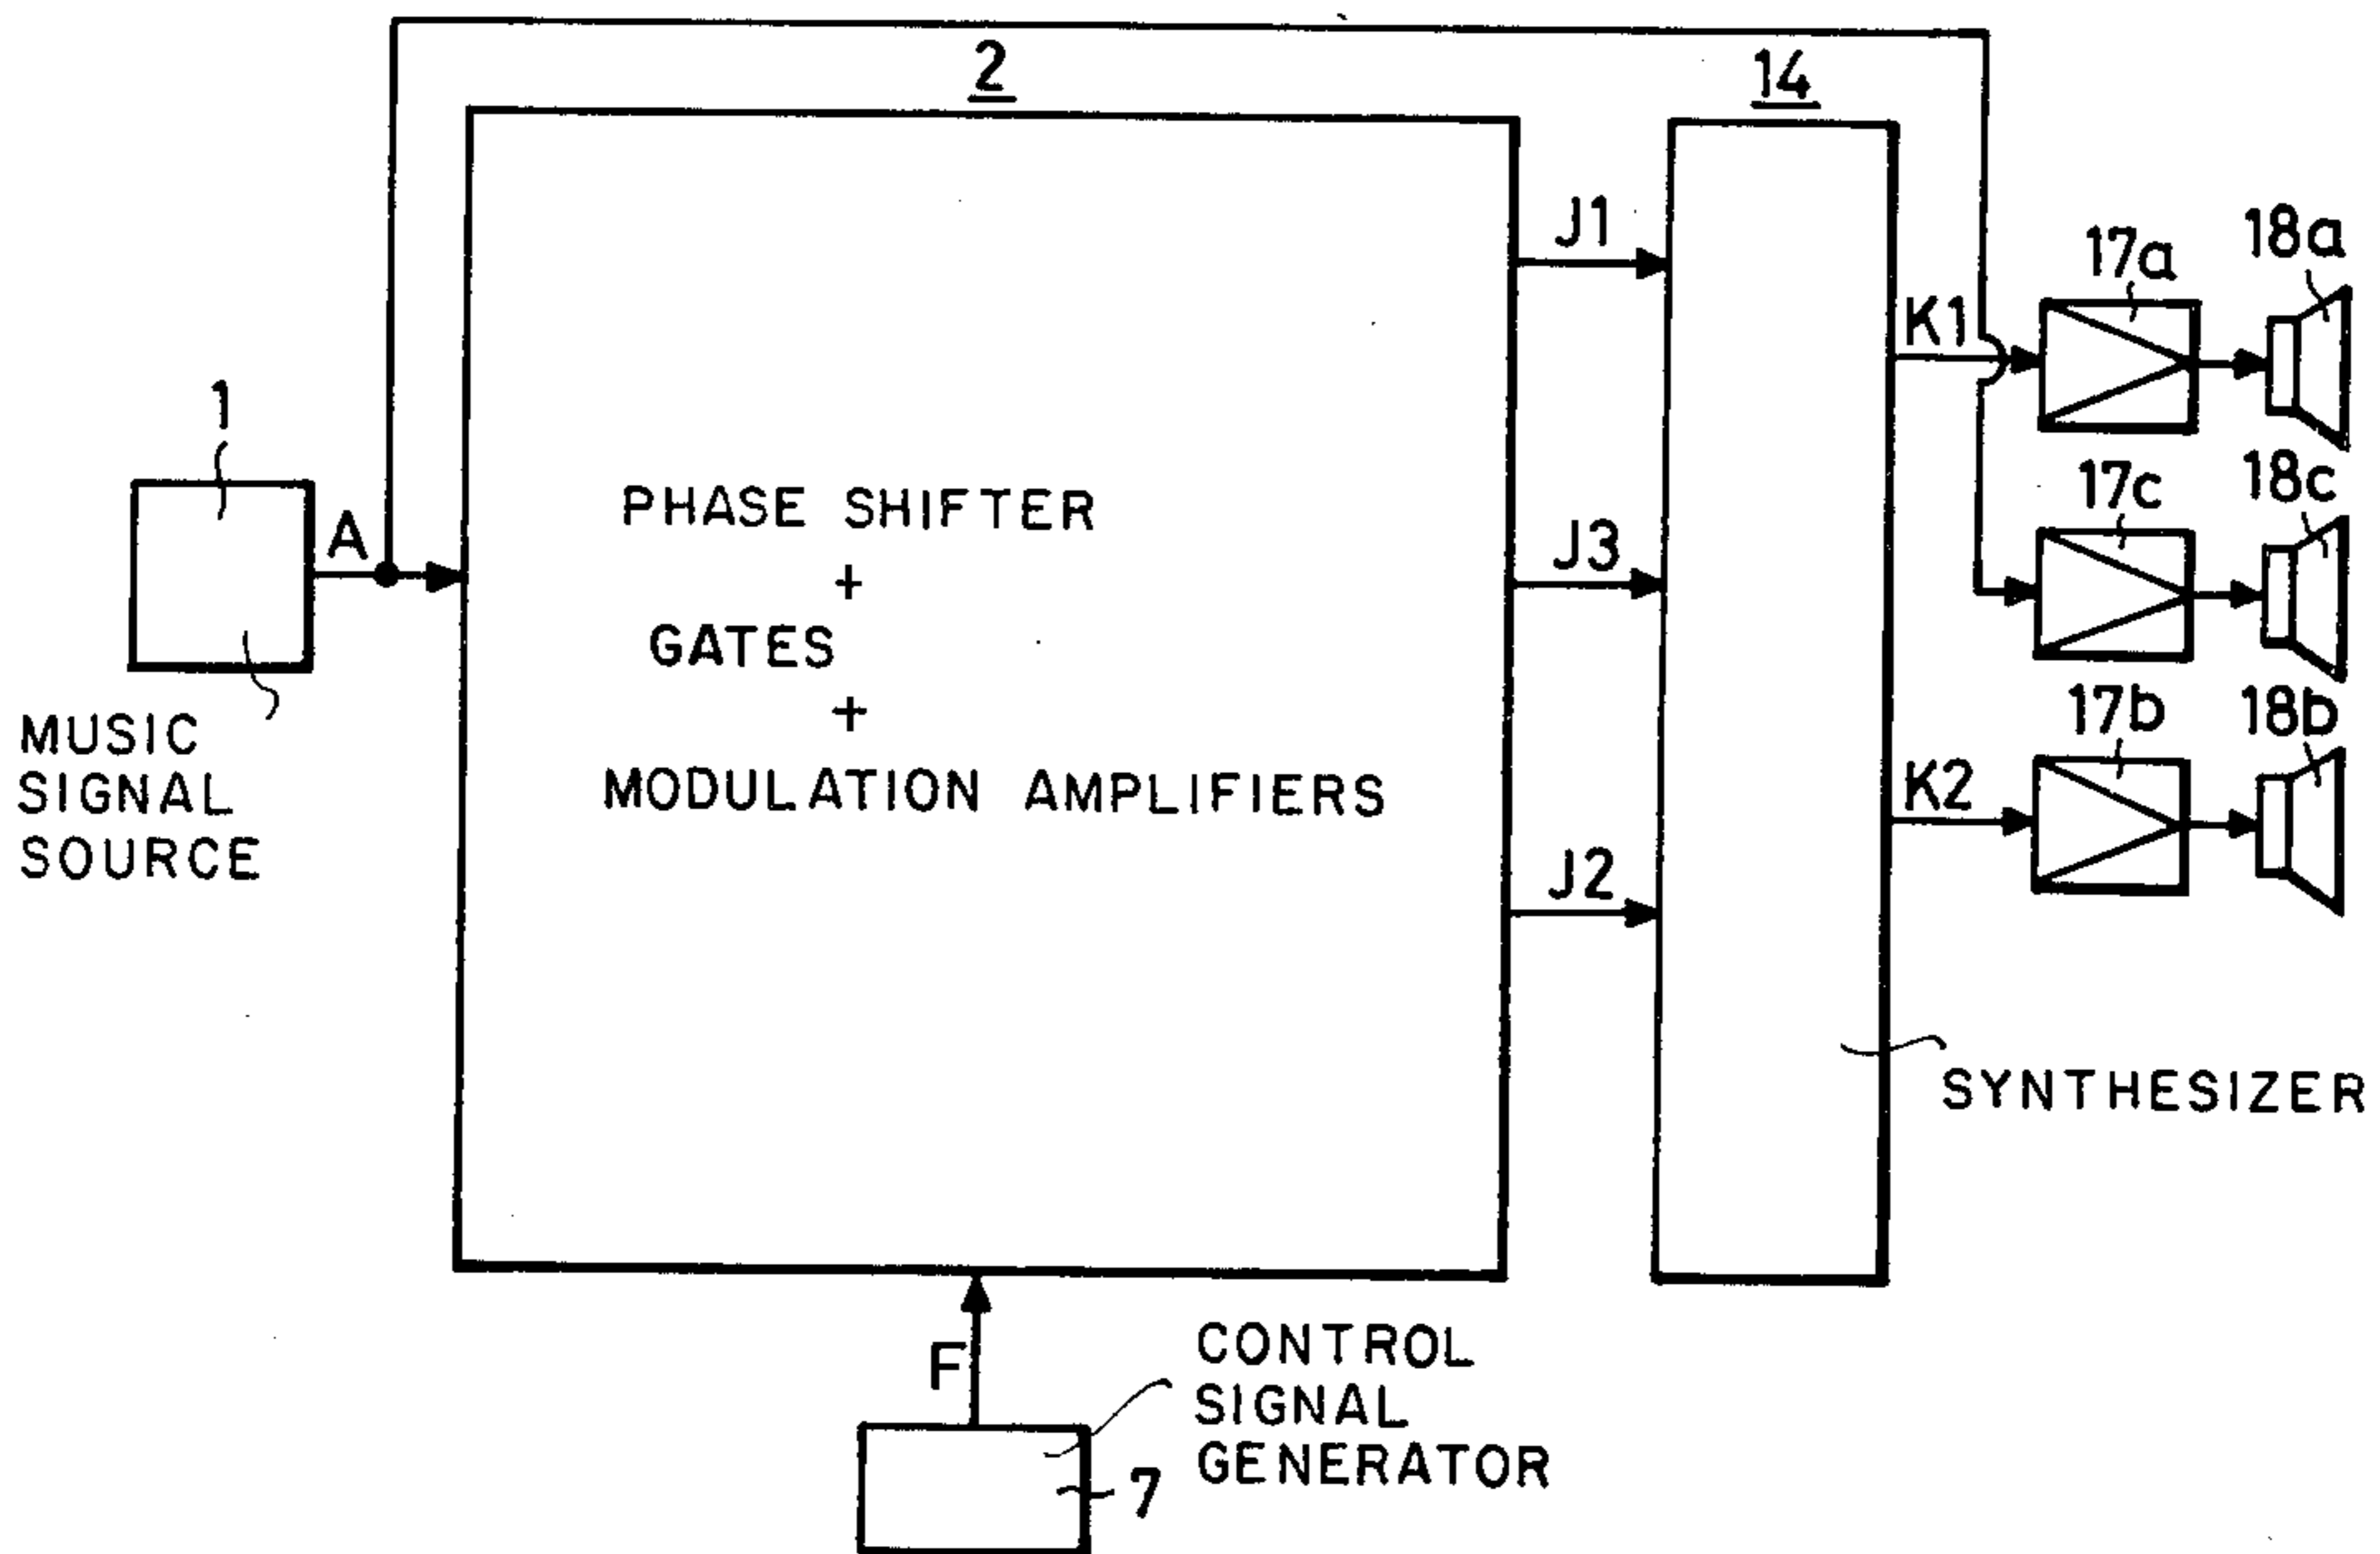 2
14
J1
17a
18a
K1
1
A
PHASE SHIFTER
+
GATES
+
MODULATION AMPLIFIERS
J3
17c
18c
MUSIC
SIGNAL
SOURCE
17b
18b
K2
J2
SYNTHESIZER
F
CONTROL
SIGNAL
GENERATOR
7